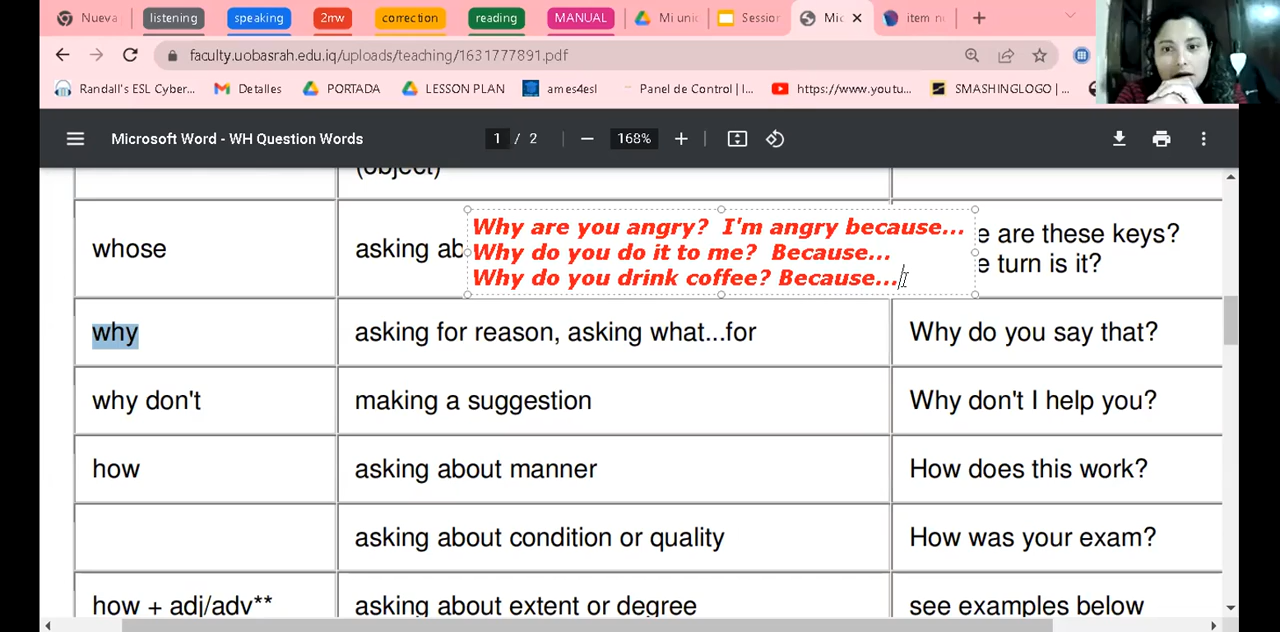 Nueva listening speaking 2mw correction reading MANUAL Mi uni Session Mic item n
faculty.uobasrah.edu.iq/uploads/teaching/1631777891.pdf
Randall's ESL Cyber... Detalles PORTADA LESSON PLAN ames4esl Panel de Control | I... https://www.youtu... SMASHINGLOGO | ...
Microsoft Word - WH Question Words 1 / 2 168%
(object)
Why are you angry? I'm angry because...
whose asking ab e are these keys?
Why do you do it to me? Because...
e turn is it?
Why do you drink coffee? Because...
why asking for reason, asking what...for Why do you say that?
why don't making a suggestion Why don't I help you?
how asking about manner How does this work?
asking about condition or quality How was your exam?
how + adj/adv** asking about extent or degree see examples below